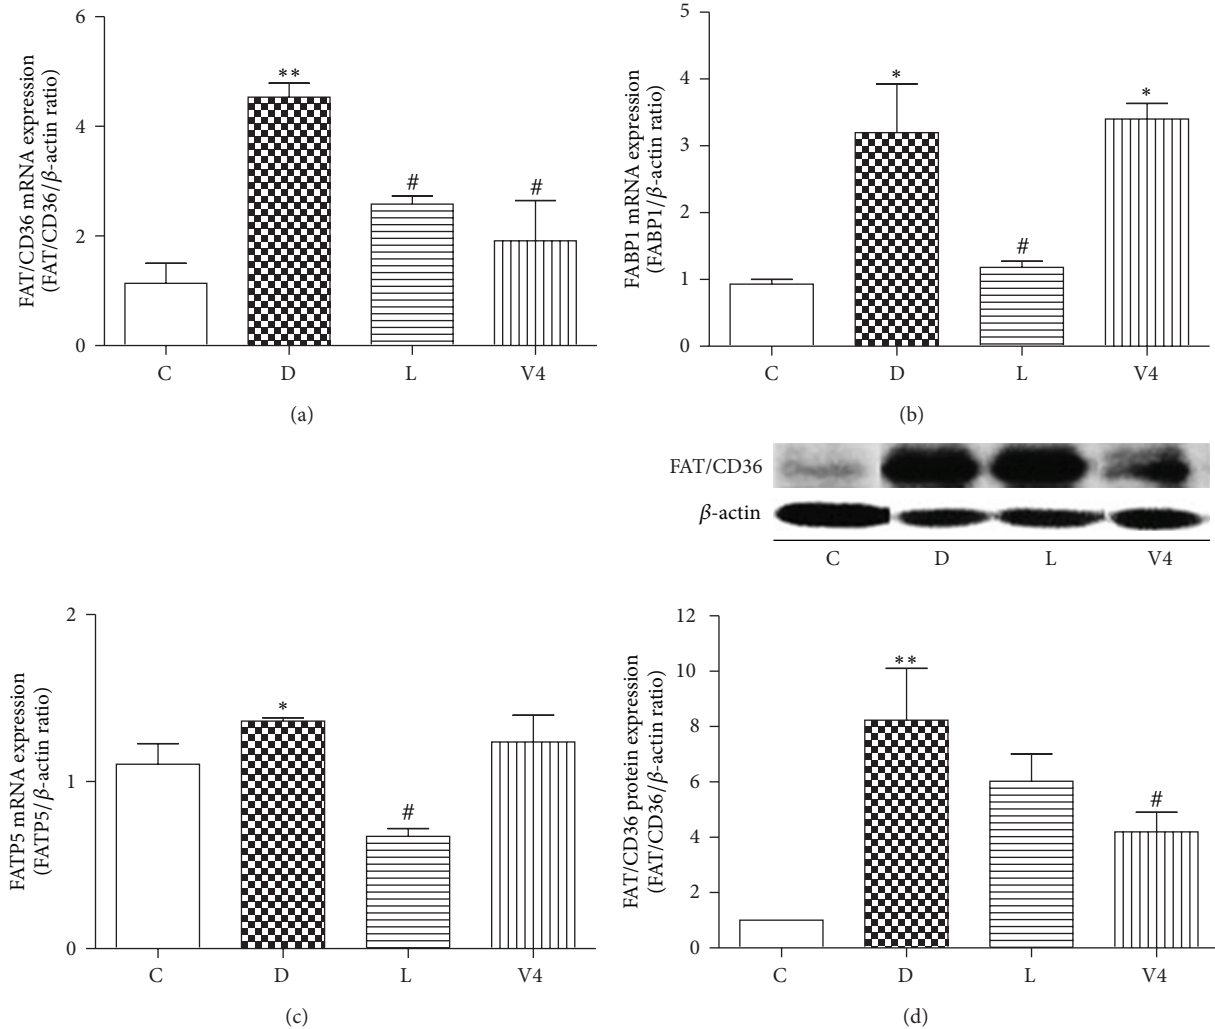 FAT/CD36 mRNA expression
(FAT/CD36/β-actin ratio)
6
4
2
0
**
#
#
C D L V4
(a)
FABP1 mRNA expression
(FABP1/β-actin ratio)
5
4
3
2
1
0
*
#
*
C D L V4
(b)
FATP5 mRNA expression
(FATP5/β-actin ratio)
2
1
0
*
#
C D L V4
(c)
FAT/CD36
β-actin
C D L V4
FAT/CD36 protein expression
(FAT/CD36/β-actin ratio)
12
10
8
6
4
2
0
**
#
C D L V4
(d)